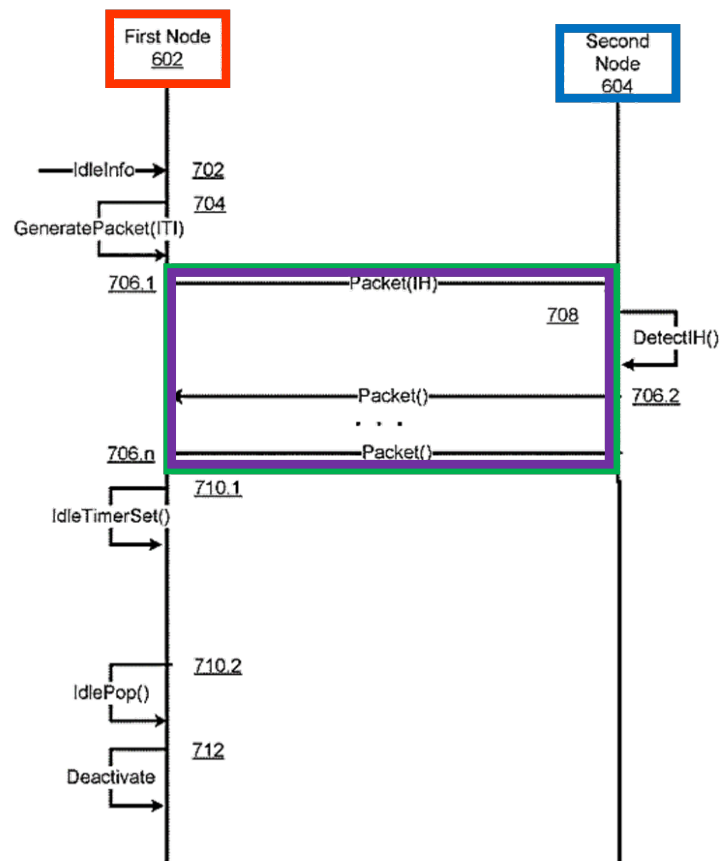 First Node
602
Second
Node
604
IdleInfo
702
704
GeneratePacket(ITI)
706.1
Packet(IH)
708
DetectIH()
Packet()
706.2
. . .
706.n
Packet()
710.1
IdleTimerSet()
710.2
IdlePop()
712
Deactivate